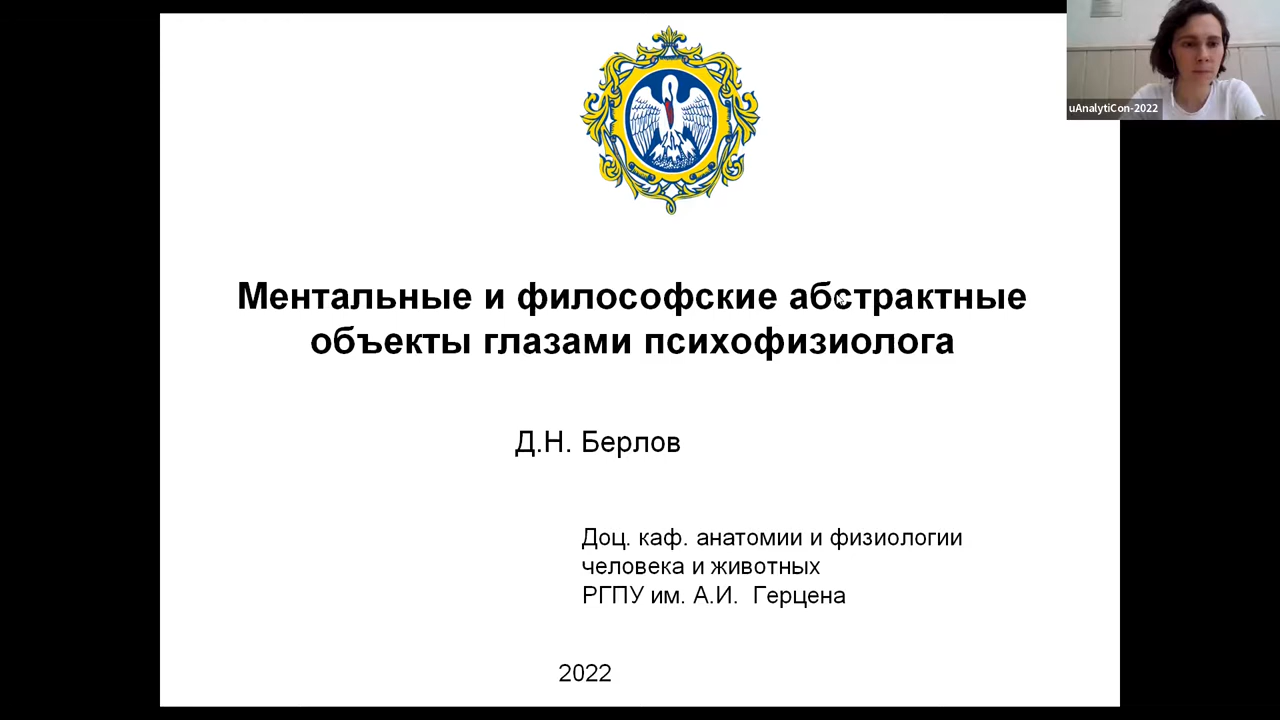 Ментальные и философские абстрактные
объекты глазами психофизиолога
Д.Н. Берлов
Доц. каф. анатомии и физиологии
человека и животных
РГПУ им. А.И. Герцена
2022
uAnalytiCon-2022